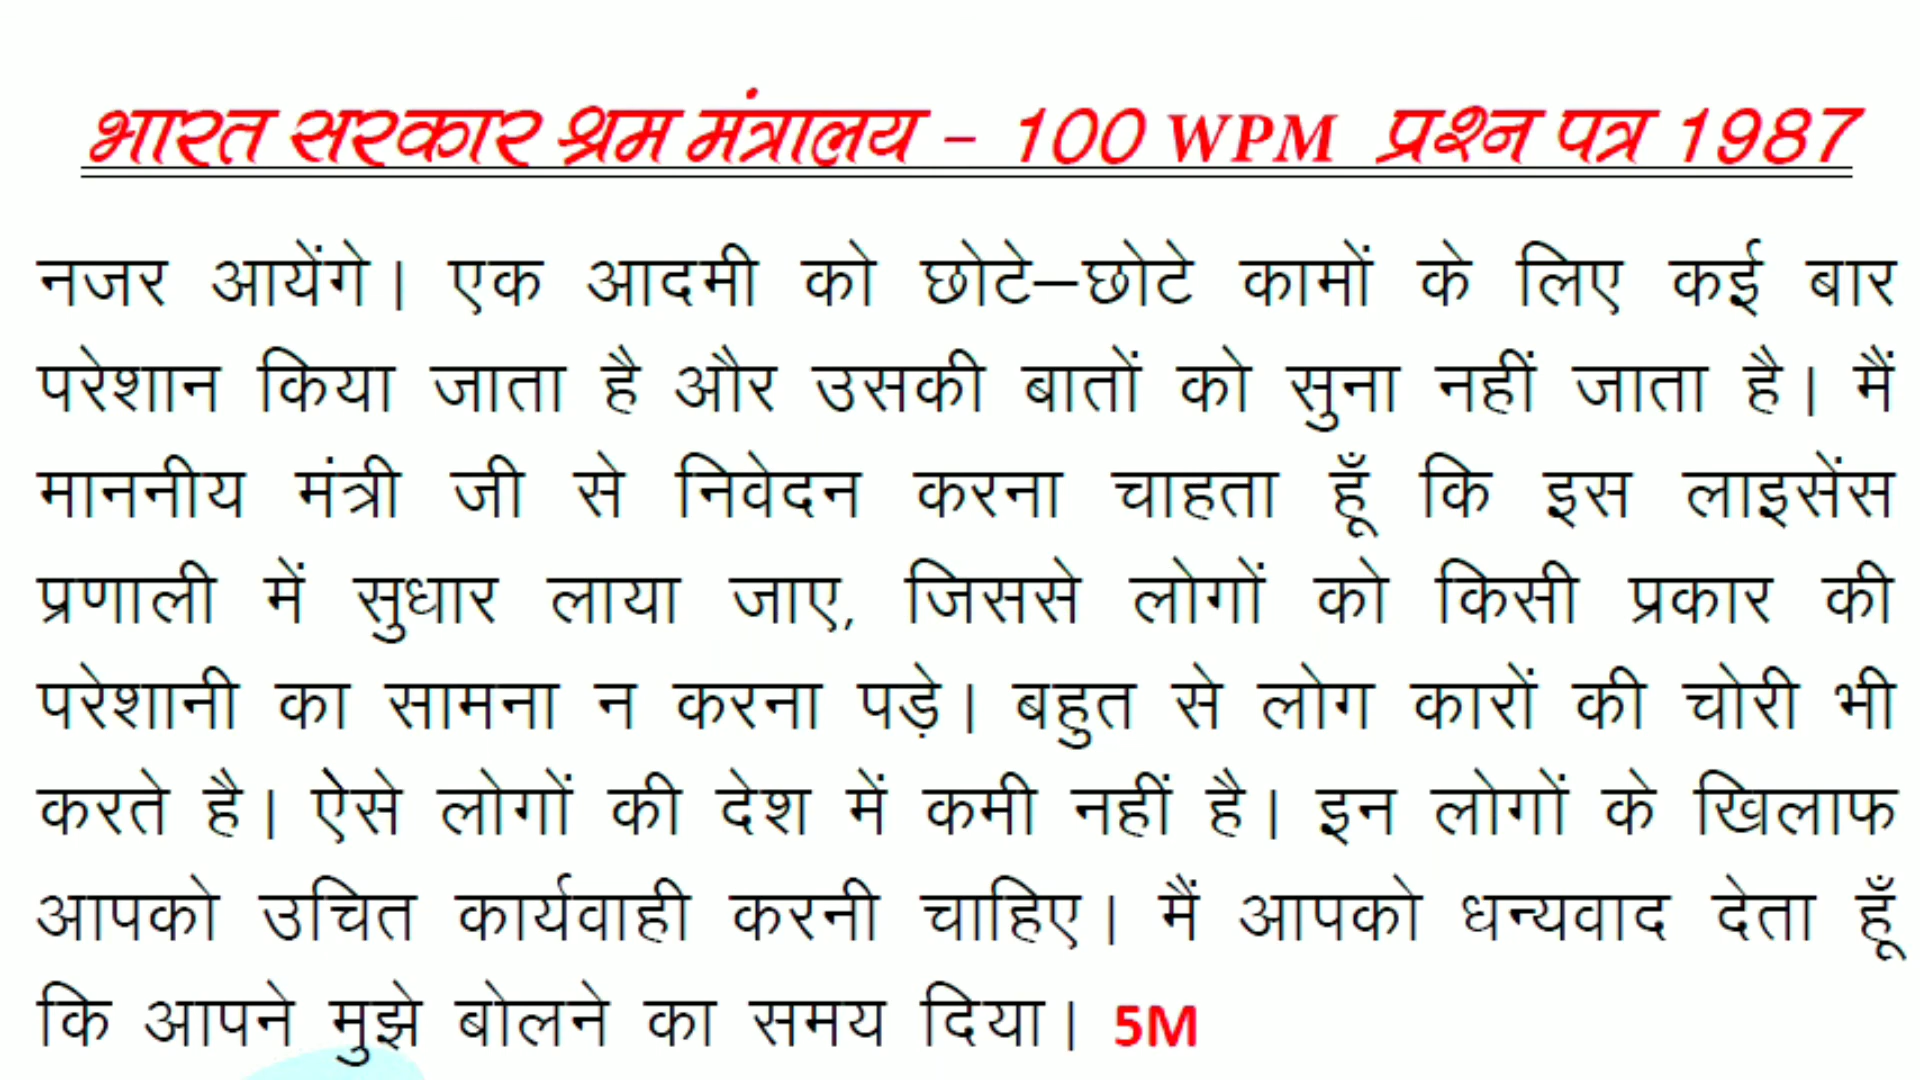 भारत सरकार श्रम मंत्रालय – 100 WPM प्रश्न पत्र 1987
नजर आयेंगे। एक आदमी को छोटे–छोटे कामों के लिए कई बार
परेशान किया जाता है और उसकी बातों को सुना नहीं जाता है। मैं
माननीय मंत्री जी से निवेदन करना चाहता हूँ कि इस लाइसेंस
प्रणाली में सुधार लाया जाए, जिससे लोगों को किसी प्रकार की
परेशानी का सामना न करना पड़े। बहुत से लोग कारों की चोरी भी
करते है। ऐसे लोगों की देश में कमी नहीं है। इन लोगों के खिलाफ
आपको उचित कार्यवाही करनी चाहिए। मैं आपको धन्यवाद देता हूँ
कि आपने मुझे बोलने का समय दिया। 5M